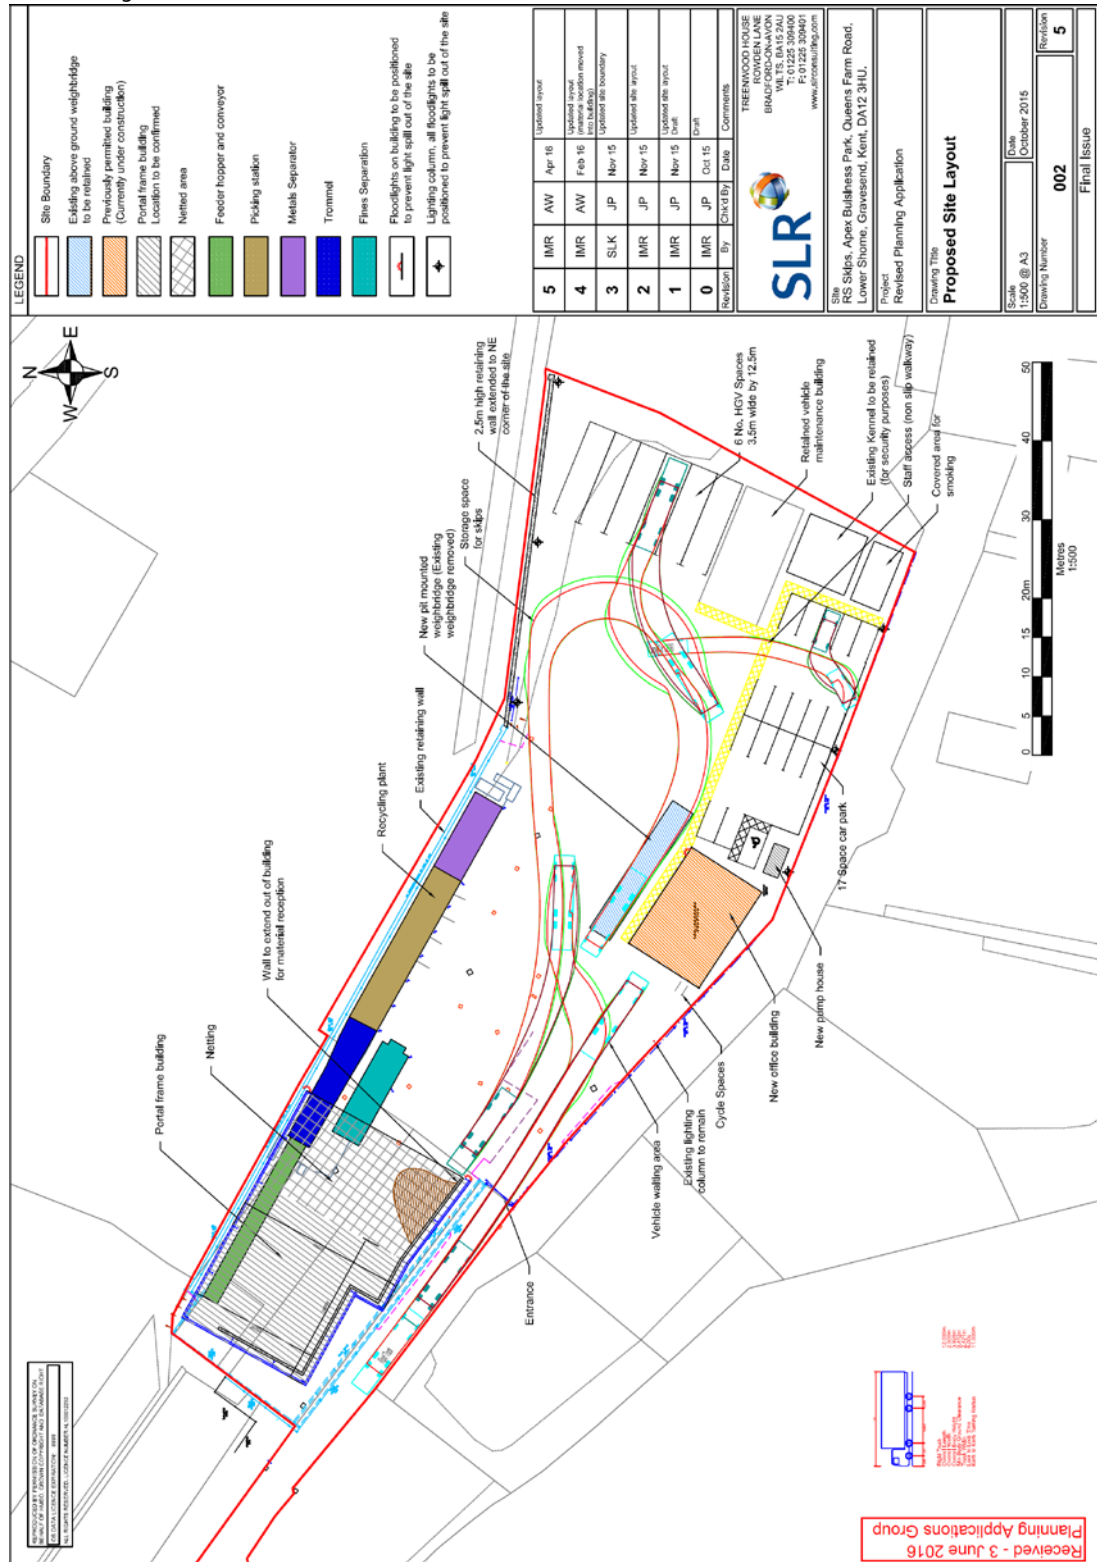 LEGEND
Site Boundary
Existing above ground weighbridge
to be retained
Previously permitted building
(Currently under construction)
Portal frame building
Location to be confirmed
Netted area
Feeder hopper and conveyor
Picking station
Metals Separator
Trommel
Fines Separation
Floodlights on building to be positioned
to prevent light spill out of the site
Lighting column, all floodlights to be
positioned to prevent light spill out of the site
5 IMR AW Apr 16 Updated layout
4 IMR AW Feb 16 Updated layout
(material location moved
into building)
3 SLK JP Nov 15 Updated site boundary
2 IMR JP Nov 15 Updated site layout
1 IMR JP Nov 15 Updated site layout
Draft
0 IMR JP Oct 15 Draft
Revision By Chk'd By Date Comments
SLR
TREENWOOD HOUSE
ROWDEN LANE
BRADFORD-ON-AVON
WILTS. BA15 2AU
T: 01225 309400
F: 01225 309401
www.slrconsulting.com
Site
RS Skips, Apex Buisiness Park, Queens Farm Road,
Lower Shorne, Gravesend, Kent, DA12 3HU.
Project
Revised Planning Application
Drawing Title
Proposed Site Layout
Scale
1:500 @ A3
Date
October 2015
Drawing Number
002
Revision
5
Final Issue
N
E
S
W
2.5m high retaining
wall extended to NE
corner of the site
Storage space
for skips
New pit mounted
weighbridge (Existing
weighbridge removed)
Existing retaining wall
Recycling plant
Wall to extend out of building
for material reception
Netting
Portal frame building
6 No. HGV Spaces
3.5m wide by 12.5m
Retained vehicle
maintenance building
Existing Kennel to be retained
(for security purposes)
Staff access (non slip walkway)
Covered area for
smoking
17 Space car park
New pump house
New office building
Cycle Spaces
Existing lighting
column to remain
Vehicle waiting area
Entrance
0 5 10 15 20m 30 40 50
Metres
1:500
Received - 3 June 2016
Planning Applications Group